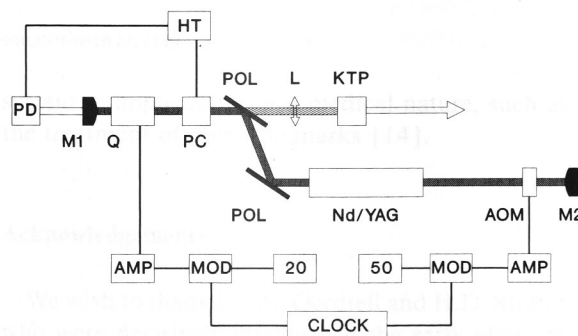 HT
POL L KTP
PD
M1 Q PC
POL Nd/YAG AOM M2
AMP MOD 20 50 MOD AMP
CLOCK